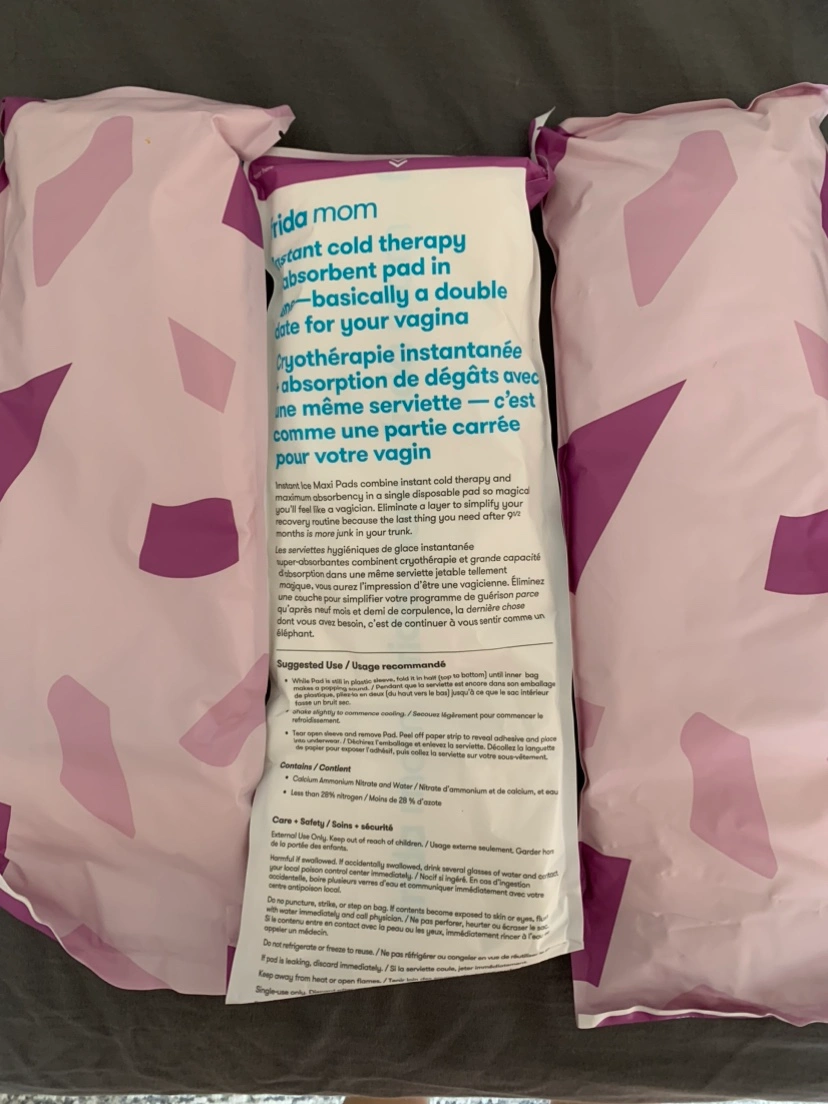 rida mom
nstant cold therapy
absorbent pad in
—basically a double
date for your vagina
Cryothérapie instantanée
absorption de dégâts avec
une même serviette — c'est
comme une partie carrée
pour votre vagin
Instant Ice Maxi Pads combine instant cold therapy and
maximum absorbency in a single disposable pad so magical
you'll feel like a vagician. Eliminate a layer to simplify your
recovery routine because the last thing you need after 9½
months is more junk in your trunk.
Les serviettes hygiéniques de glace instantanée
super-absorbantes combinent cryothérapie et grande capacité
d'absorption dans une même serviette jetable tellement
magique, vous aurez l'impression d'être une vagicienne. Éliminez
une couche pour simplifier votre programme de guérison parce
qu'après neuf mois et demi de corpulence, la dernière chose
dont vous avez besoin, c'est de continuer à vous sentir comme un
éléphant.
Suggested Use / Usage recommandé
• While Pad is still in plastic sleeve, fold it in half (top to bottom) until inner bag
makes a popping sound. / Pendant que la serviette est encore dans son emballage
de plastique, pliez-la en deux (du haut vers le bas) jusqu'à ce que le sac intérieur
fasse un bruit sec.
• Shake slightly to commence cooling. / Secouez légèrement pour commencer le
refroidissement.
• Tear open sleeve and remove Pad. Peel off paper strip to reveal adhesive and place
into underwear. / Déchirez l'emballage et enlevez la serviette. Décollez la languette
de papier pour exposer l'adhésif, puis collez la serviette sur votre sous-vêtement.
Contains / Contient
• Calcium Ammonium Nitrate and Water / Nitrate d'ammonium et de calcium, et eau
• Less than 28% nitrogen / Moins de 28 % d'azote
Care + Safety / Soins + sécurité
External Use Only. Keep out of reach of children. / Usage externe seulement. Garder hors
de la portée des enfants.
Harmful if swallowed. If accidentally swallowed, drink several glasses of water and contact
your local poison control center immediately. / Nocif si ingéré. En cas d'ingestion
accidentelle, boire plusieurs verres d'eau et communiquer immédiatement avec votre
centre antipoison local.
Do no puncture, strike, or step on bag. If contents become exposed to skin or eyes, flush
with water immediately and call physician. / Ne pas perforer, heurter ou écraser le sac.
Si le contenu entre en contact avec la peau ou les yeux, immédiatement rincer à l'eau
appeler un médecin.
Do not refrigerate or freeze to reuse. / Ne pas réfrigérer ou congeler en vue de
If pad is leaking, discard immediately. / Si la serviette coule, jeter immédiatement
Keep away from heat or open flames. /
Single-use only.